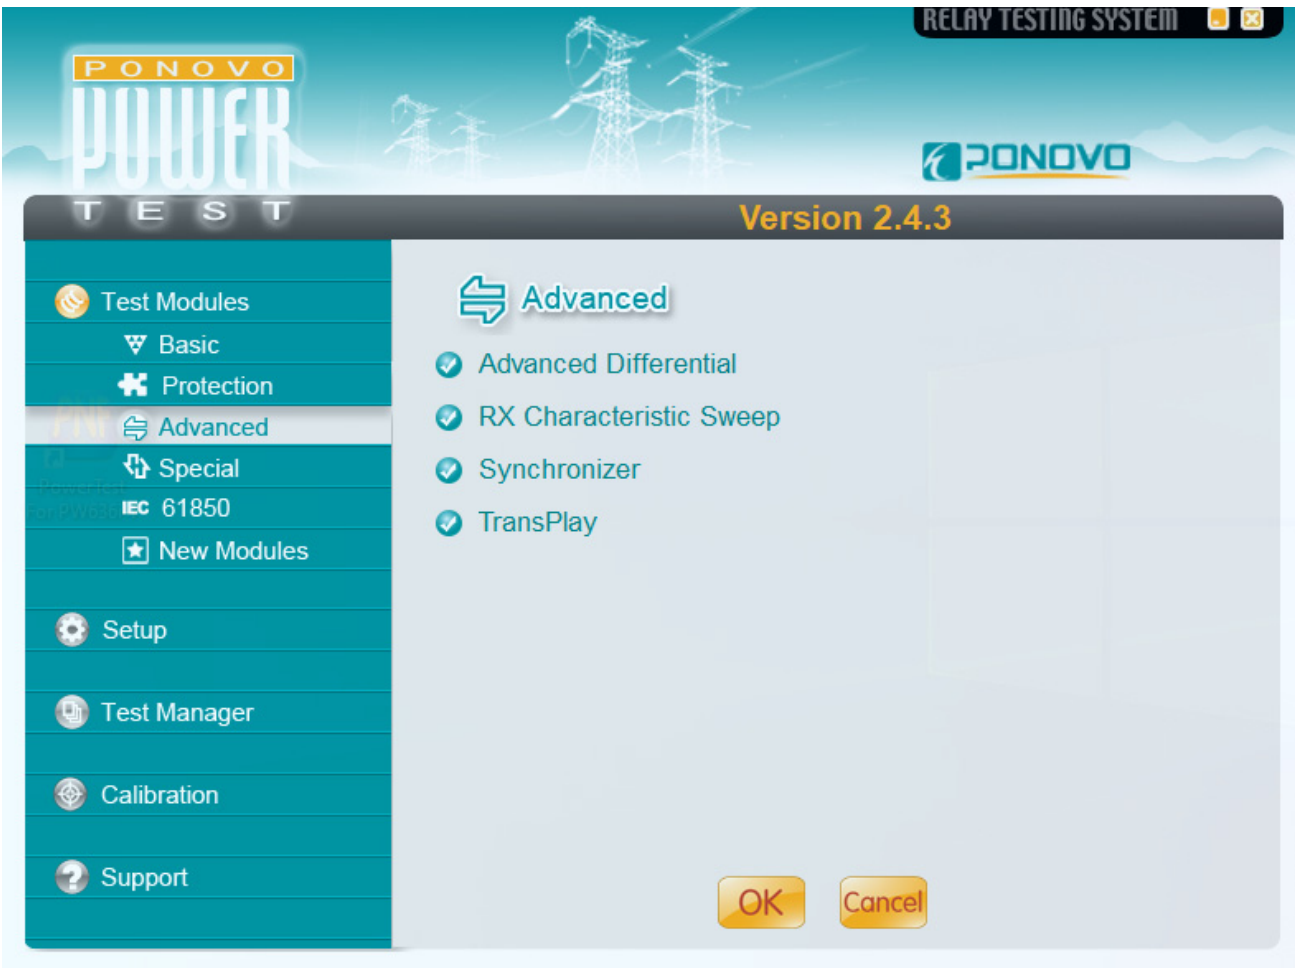 RELAY TESTING SYSTEM
PONOVO
POWER
TEST
PONOVO
Version 2.4.3
Test Modules
Basic
Protection
Advanced
Special
IEC 61850
New Modules
Setup
Test Manager
Calibration
Support
Advanced
Advanced Differential
RX Characteristic Sweep
Synchronizer
TransPlay
OK
Cancel